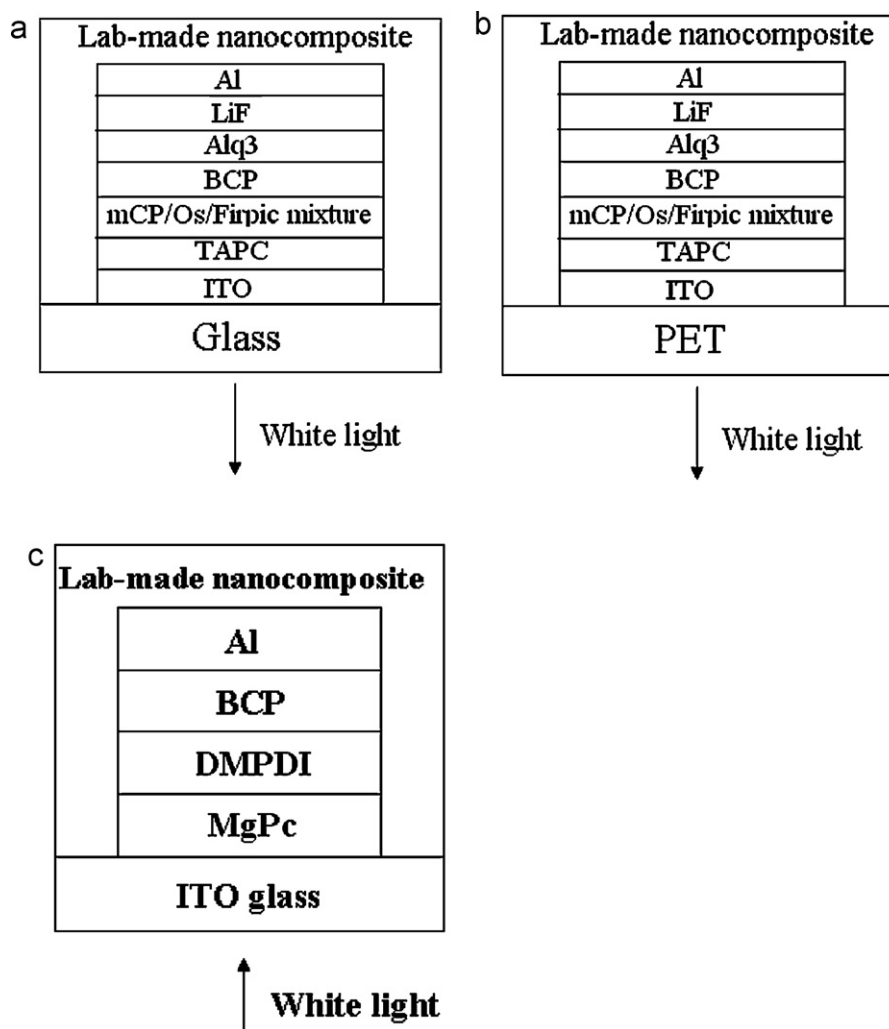 a
Lab-made nanocomposite
Al
LiF
Alq3
BCP
mCP/Os/Firpic mixture
TAPC
ITO
Glass
White light
b
Lab-made nanocomposite
Al
LiF
Alq3
BCP
mCP/Os/Firpic mixture
TAPC
ITO
PET
White light
c
Lab-made nanocomposite
Al
BCP
DMPDI
MgPc
ITO glass
White light